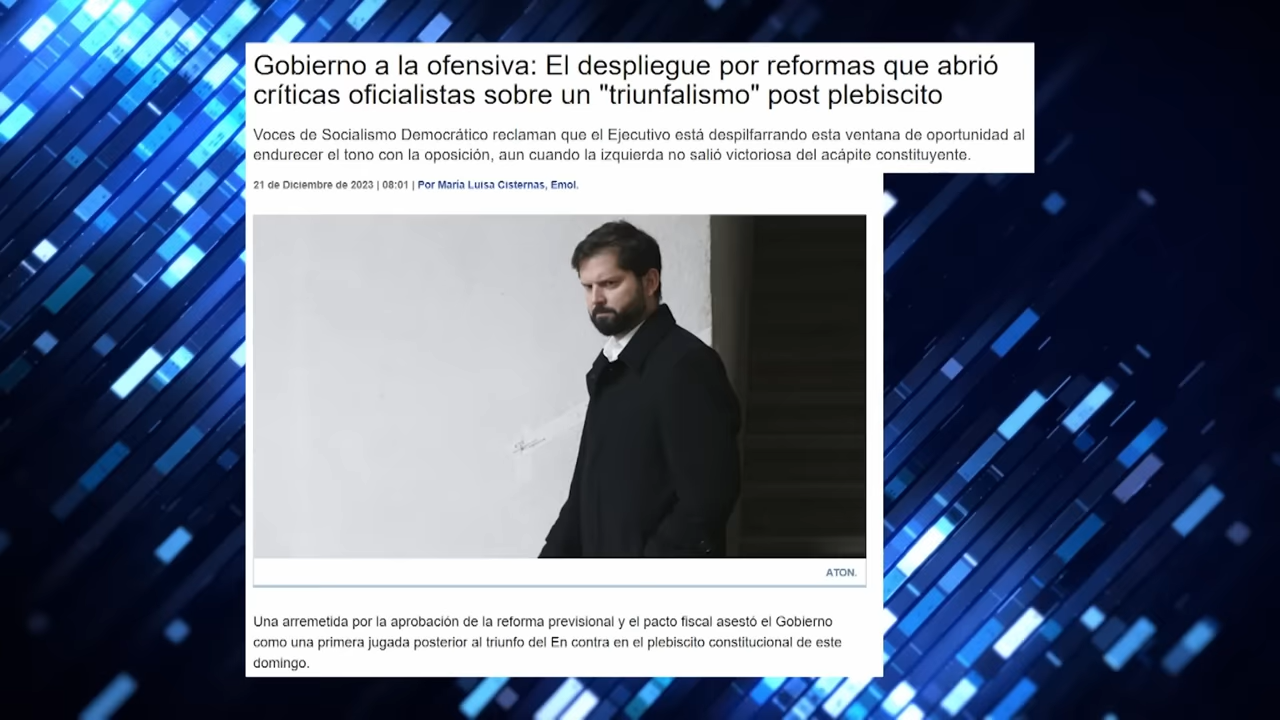 Gobierno a la ofensiva: El despliegue por reformas que abrió
críticas oficialistas sobre un "triunfalismo" post plebiscito
Voces de Socialismo Democrático reclaman que el Ejecutivo está despilfarrando esta ventana de oportunidad al
endurecer el tono con la oposición, aun cuando la izquierda no salió victoriosa del acápite constituyente.
21 de Diciembre de 2023 | 08:01 | Por María Luisa Cisternas, Emol.
ATON.
Una arremetida por la aprobación de la reforma previsional y el pacto fiscal asestó el Gobierno
como una primera jugada posterior al triunfo del En contra en el plebiscito constitucional de este
domingo.